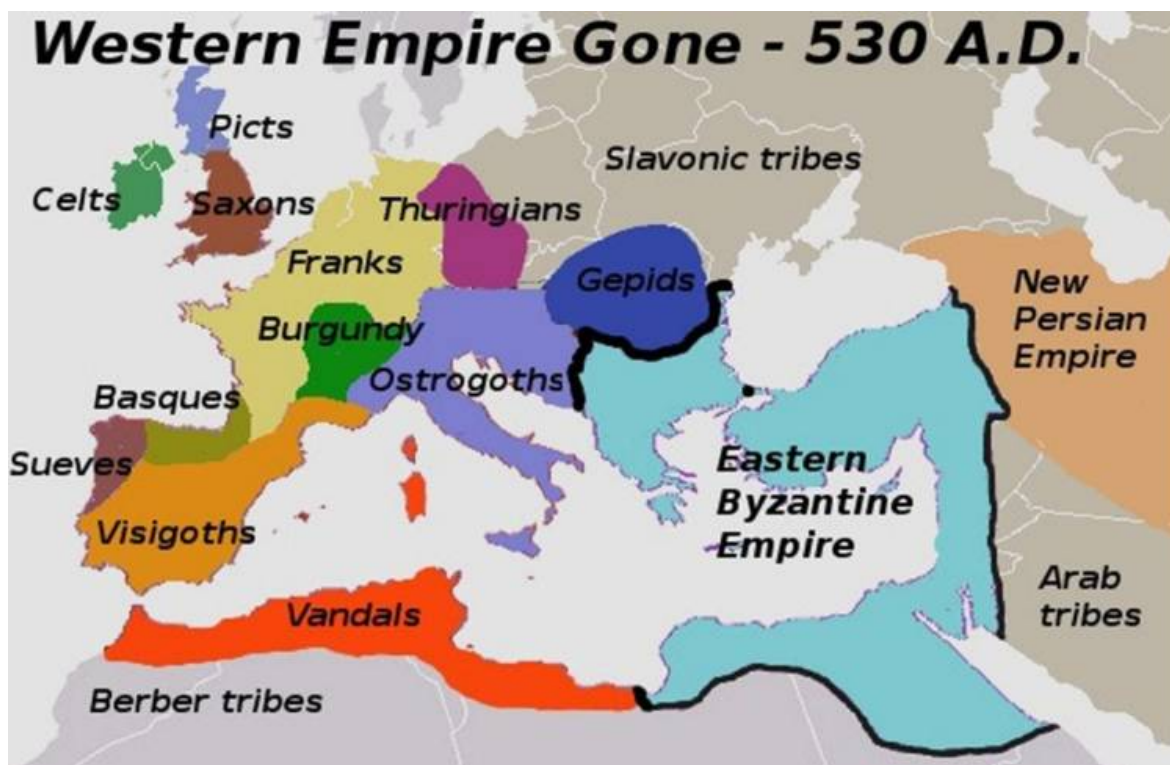 Western Empire Gone - 530 A.D.
Picts
Slavonic tribes
Celts
Saxons
Thuringians
Franks
Gepids
New
Persian
Empire
Burgundy
Ostrogoths
Basques
Sueves
Eastern
Byzantine
Empire
Visigoths
Arab
tribes
Vandals
Berber tribes